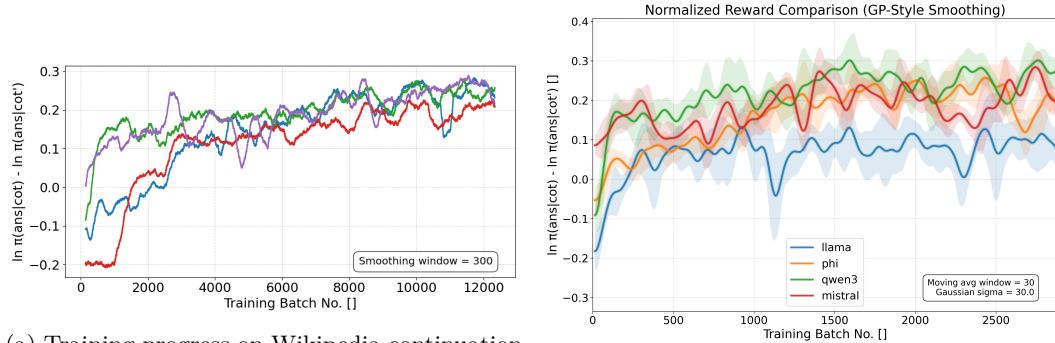 ln π(ans|cot) - ln π(ans|cot')
0.3
0.2
0.1
0.0
−0.1
−0.2
0
2000
4000
6000
8000
10000
12000
Training Batch No. []
Smoothing window = 300
(a) Training progress on Wikipedia continuation
Normalized Reward Comparison (GP-Style Smoothing)
ln π(ans|cot) - ln π(ans|cot') []
0.4
0.3
0.2
0.1
0.0
−0.1
−0.2
−0.3
0
500
1000
1500
2000
2500
Training Batch No. []
llama
phi
qwen3
mistral
Moving avg window = 30
Gaussian sigma = 30.0